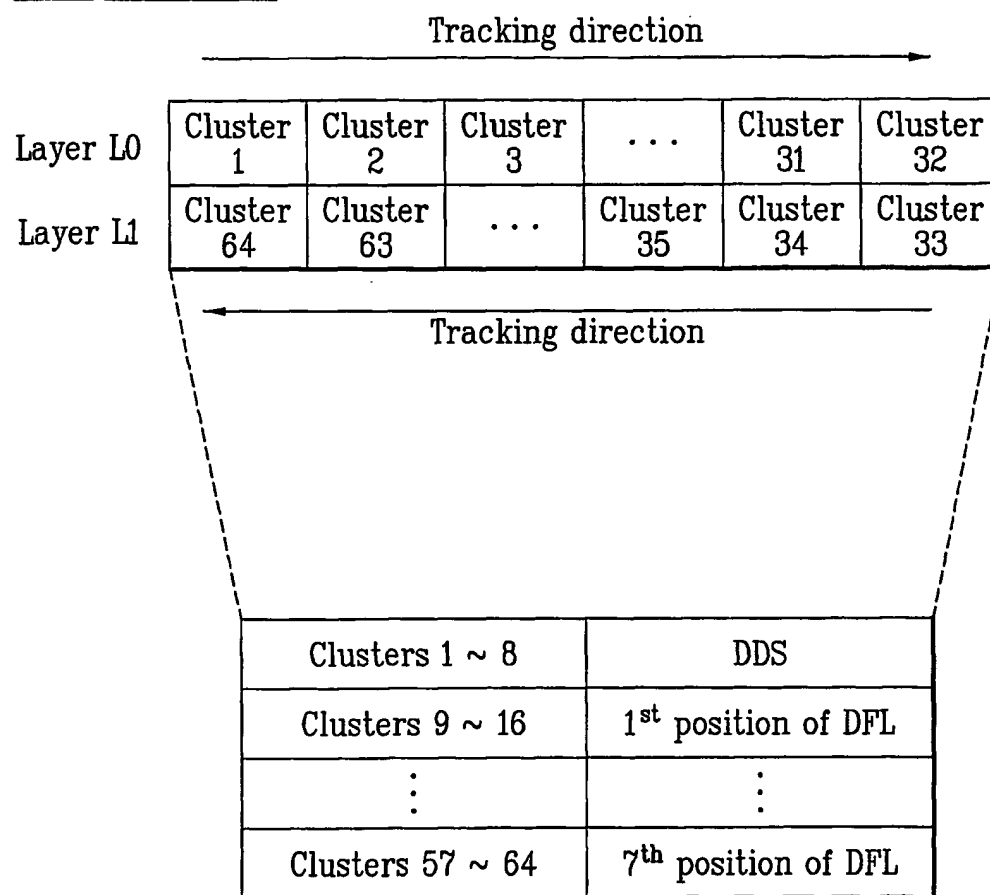 Tracking direction
Layer L0
Cluster 1
Cluster 2
Cluster 3
...
Cluster 31
Cluster 32
Layer L1
Cluster 64
Cluster 63
...
Cluster 35
Cluster 34
Cluster 33
Tracking direction
Clusters 1 ~ 8
DDS
Clusters 9 ~ 16
1st position of DFL
⋮
⋮
Clusters 57 ~ 64
7th position of DFL